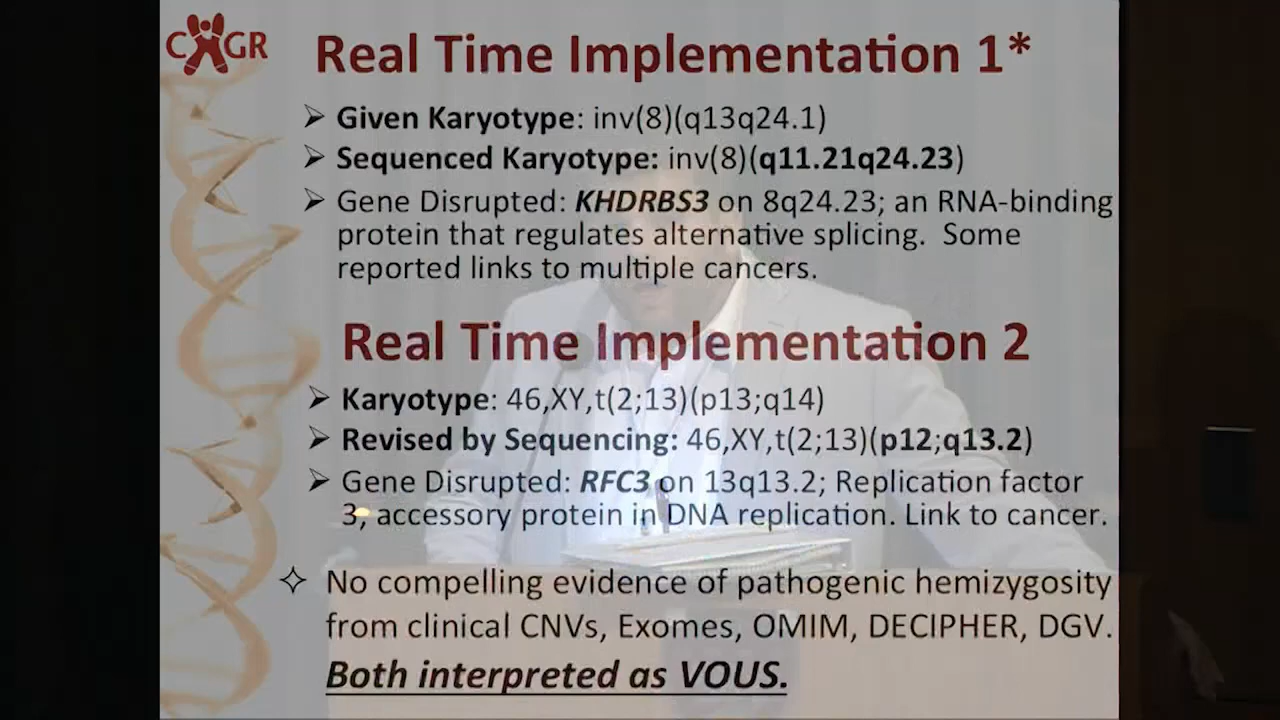 CHGR
Real Time Implementation 1*
➢ Given Karyotype: inv(8)(q13q24.1)
➢ Sequenced Karyotype: inv(8)(q11.21q24.23)
➢ Gene Disrupted: KHDRBS3 on 8q24.23; an RNA-binding
protein that regulates alternative splicing. Some
reported links to multiple cancers.
Real Time Implementation 2
➢ Karyotype: 46,XY,t(2;13)(p13;q14)
➢ Revised by Sequencing: 46,XY,t(2;13)(p12;q13.2)
➢ Gene Disrupted: RFC3 on 13q13.2; Replication factor
3, accessory protein in DNA replication. Link to cancer.
✧ No compelling evidence of pathogenic hemizygosity
from clinical CNVs, Exomes, OMIM, DECIPHER, DGV.
Both interpreted as VOUS.